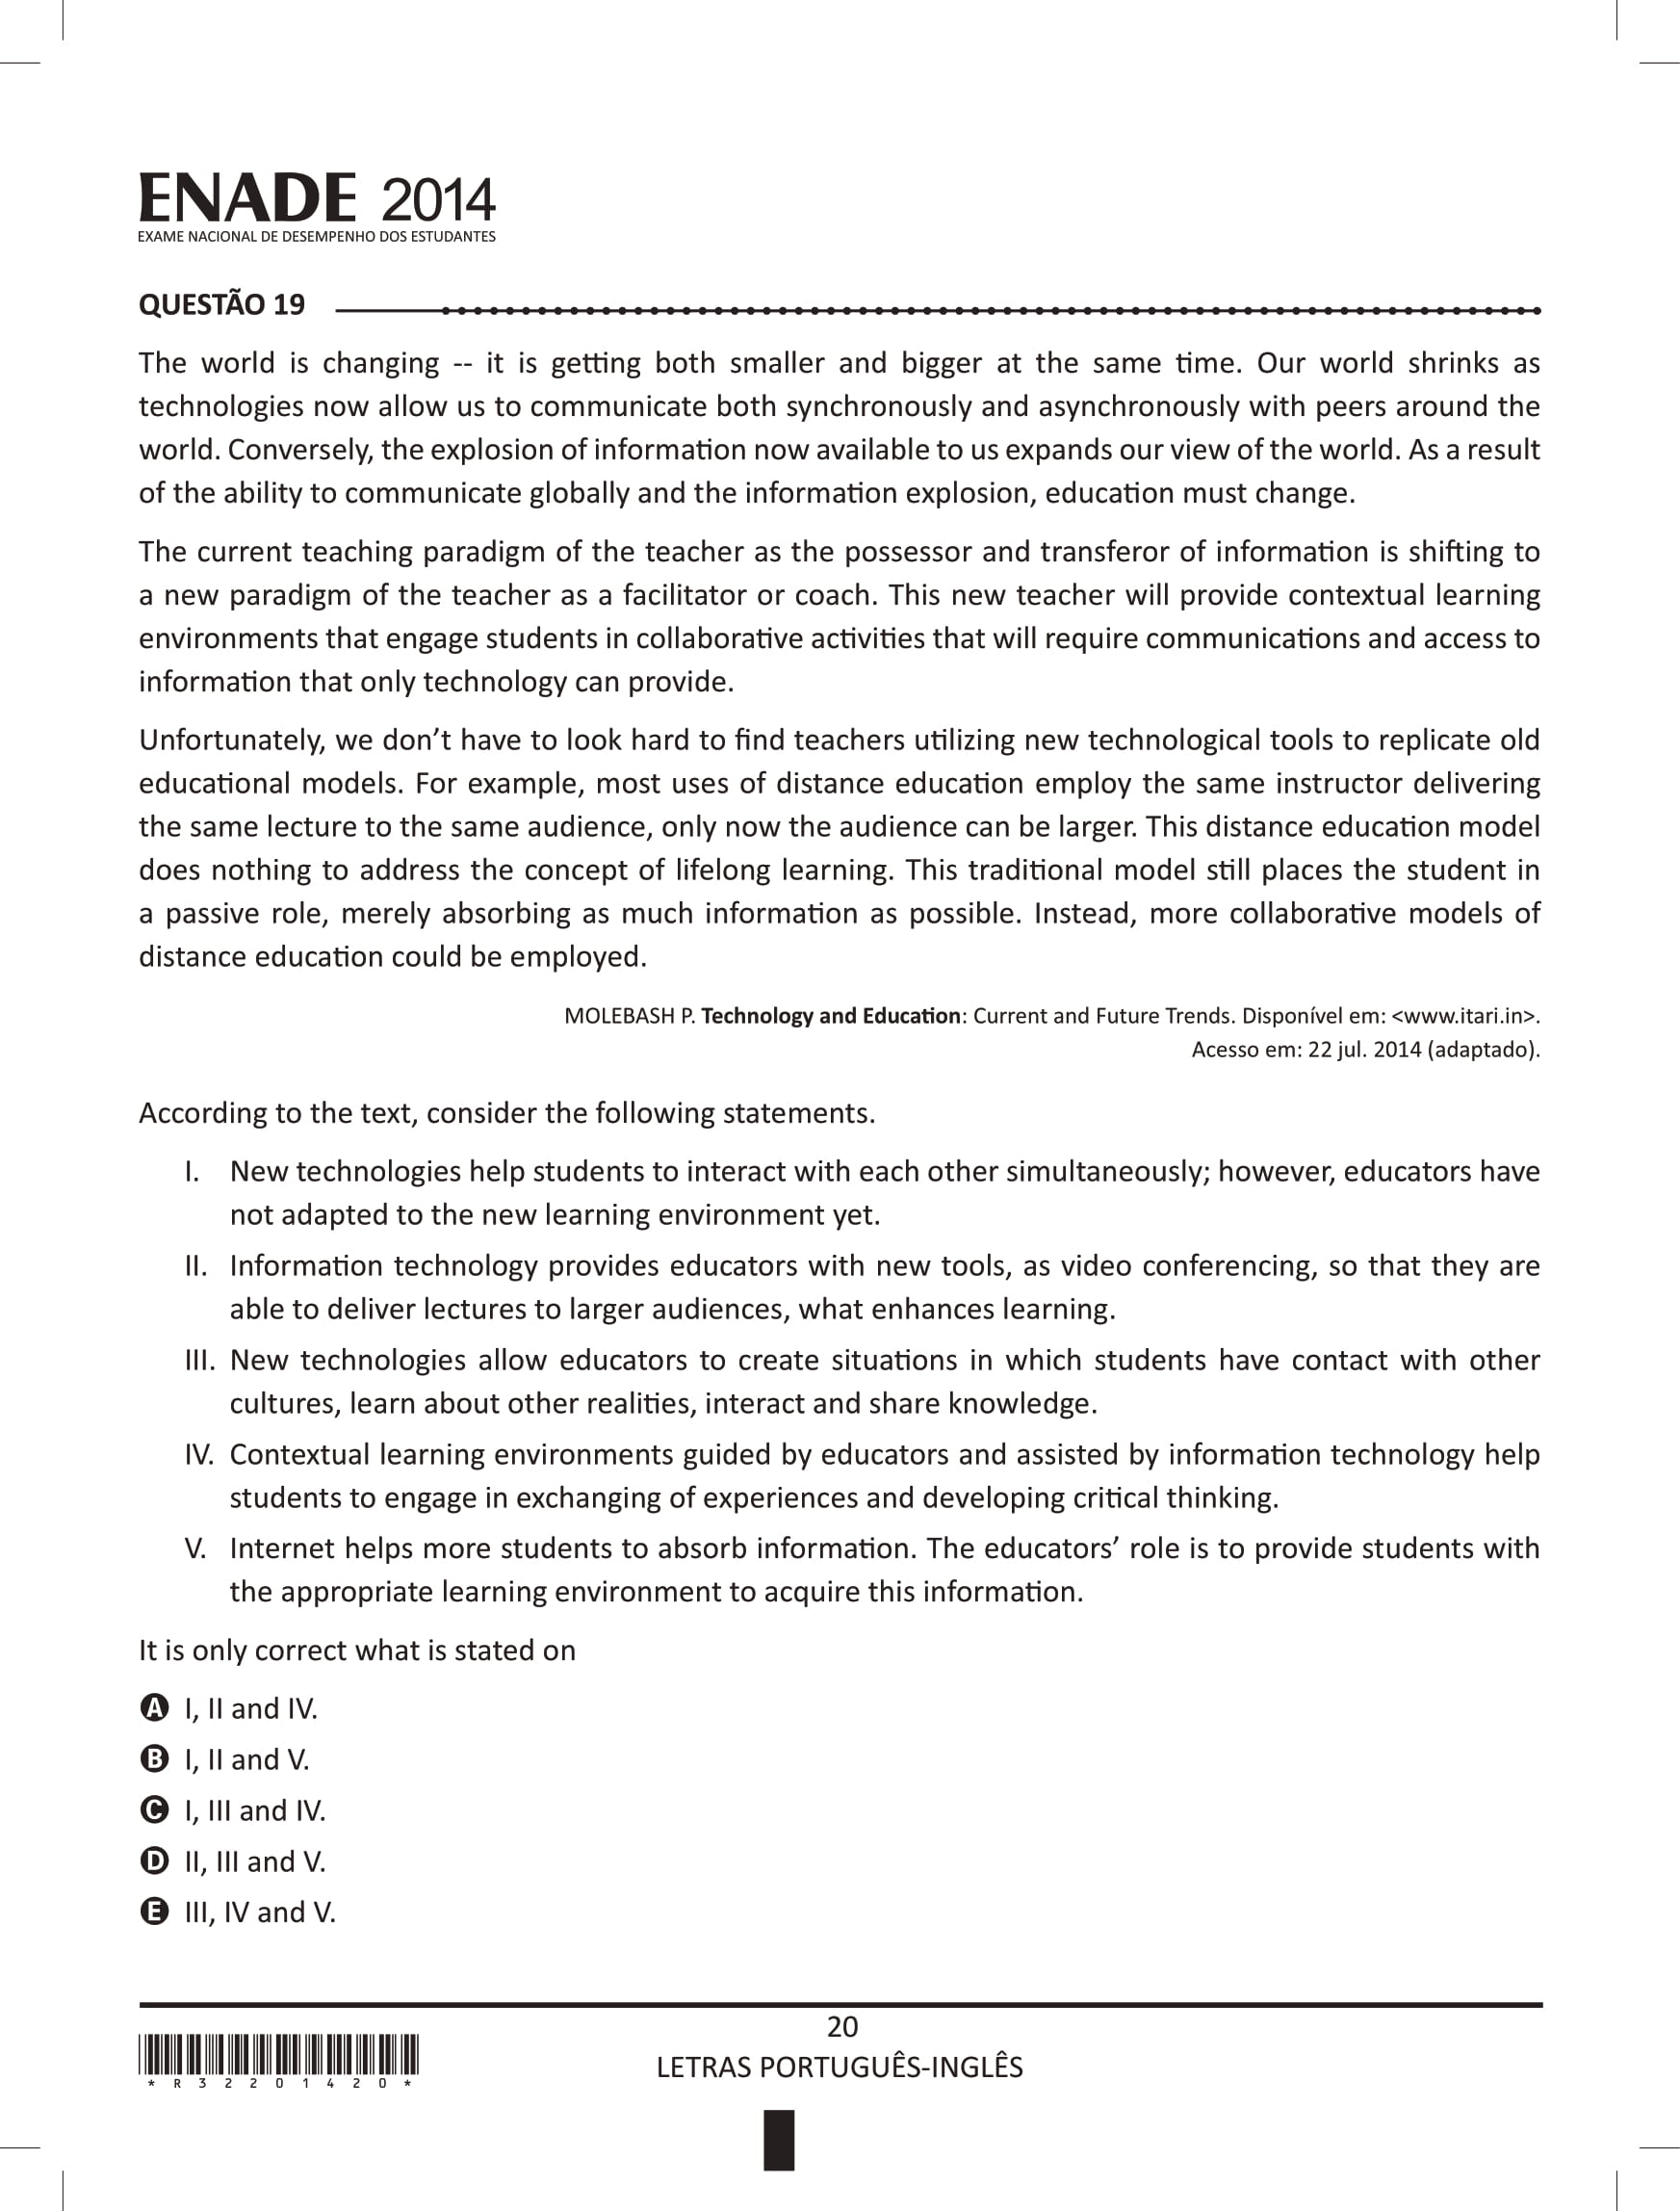 ENADE 2014
EXAME NACIONAL DE DESEMPENHO DOS ESTUDANTES
QUESTÃO 19
The world is changing -- it is getting both smaller and bigger at the same time. Our world shrinks as
technologies now allow us to communicate both synchronously and asynchronously with peers around the
world. Conversely, the explosion of information now available to us expands our view of the world. As a result
of the ability to communicate globally and the information explosion, education must change.
The current teaching paradigm of the teacher as the possessor and transferor of information is shifting to
a new paradigm of the teacher as a facilitator or coach. This new teacher will provide contextual learning
environments that engage students in collaborative activities that will require communications and access to
information that only technology can provide.
Unfortunately, we don’t have to look hard to find teachers utilizing new technological tools to replicate old
educational models. For example, most uses of distance education employ the same instructor delivering
the same lecture to the same audience, only now the audience can be larger. This distance education model
does nothing to address the concept of lifelong learning. This traditional model still places the student in
a passive role, merely absorbing as much information as possible. Instead, more collaborative models of
distance education could be employed.
MOLEBASH P. Technology and Education: Current and Future Trends. Disponível em: <www.itari.in>.
Acesso em: 22 jul. 2014 (adaptado).
According to the text, consider the following statements.
I. New technologies help students to interact with each other simultaneously; however, educators have
not adapted to the new learning environment yet.
II. Information technology provides educators with new tools, as video conferencing, so that they are
able to deliver lectures to larger audiences, what enhances learning.
III. New technologies allow educators to create situations in which students have contact with other
cultures, learn about other realities, interact and share knowledge.
IV. Contextual learning environments guided by educators and assisted by information technology help
students to engage in exchanging of experiences and developing critical thinking.
V. Internet helps more students to absorb information. The educators’ role is to provide students with
the appropriate learning environment to acquire this information.
It is only correct what is stated on
A I, II and IV.
B I, II and V.
C I, III and IV.
D II, III and V.
E III, IV and V.
20
LETRAS PORTUGUÊS-INGLÊS
* R 3 2 2 0 1 4 2 0 *